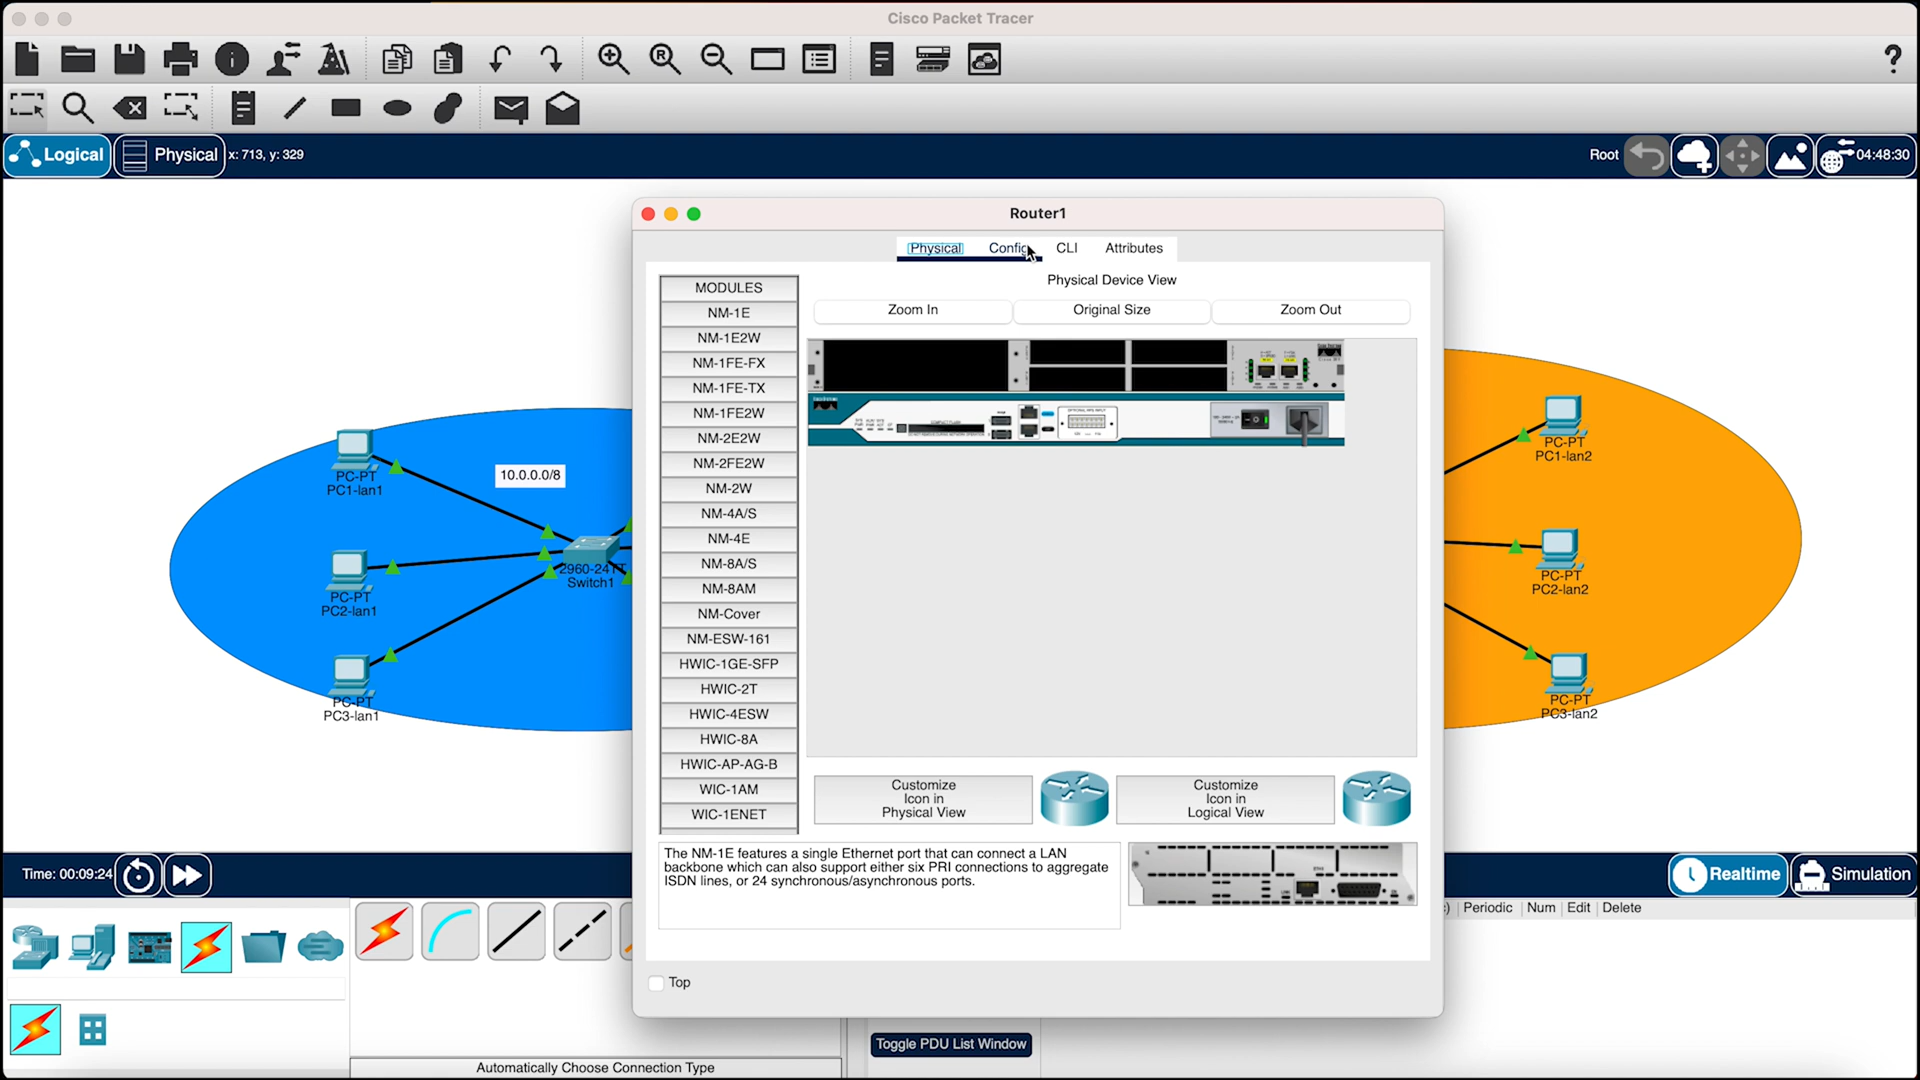 Cisco Packet Tracer
Logical
Physical
x: 713, y: 329
Root
04:48:30
Router1
Physical
Config
CLI
Attributes
MODULES
NM-1E
NM-1E2W
NM-1FE-FX
NM-1FE-TX
NM-1FE2W
NM-2E2W
NM-2FE2W
NM-2W
NM-4A/S
NM-4E
NM-8A/S
NM-8AM
NM-Cover
NM-ESW-161
HWIC-1GE-SFP
HWIC-2T
HWIC-4ESW
HWIC-8A
HWIC-AP-AG-B
WIC-1AM
WIC-1ENET
Physical Device View
Zoom In
Original Size
Zoom Out
Customize
Icon in
Physical View
Customize
Icon in
Logical View
The NM-1E features a single Ethernet port that can connect a LAN
backbone which can also support either six PRI connections to aggregate
ISDN lines, or 24 synchronous/asynchronous ports.
Top
10.0.0.0/8
PC-PT
PC1-lan1
PC-PT
PC2-lan1
PC-PT
PC3-lan1
2960-24TT
Switch1
PC-PT
PC1-lan2
PC-PT
PC2-lan2
PC-PT
PC3-lan2
Time: 00:09:24
Realtime
Simulation
Periodic
Num
Edit
Delete
Toggle PDU List Window
Automatically Choose Connection Type